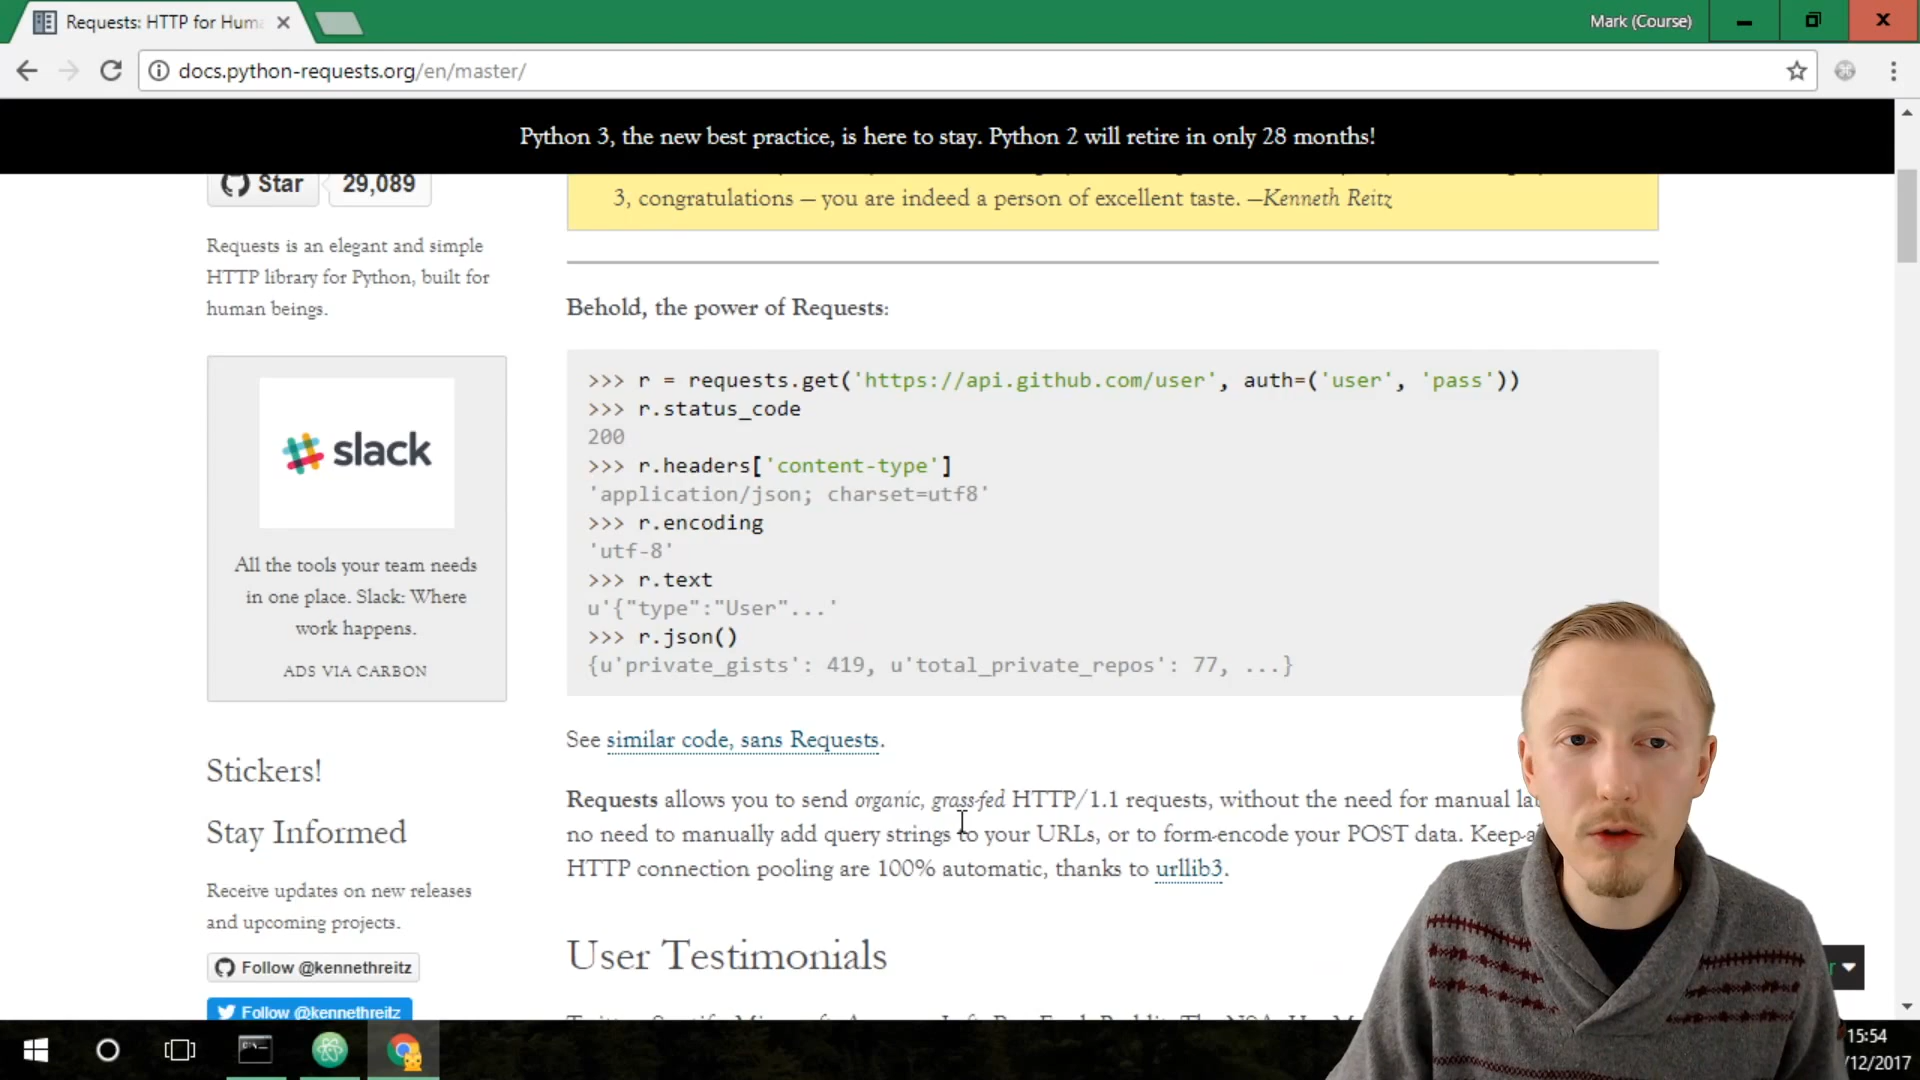 Requests: HTTP for Hum
Mark (Course)
docs.python-requests.org/en/master/
Python 3, the new best practice, is here to stay. Python 2 will retire in only 28 months!
Star 29,089
3, congratulations — you are indeed a person of excellent taste. —Kenneth Reitz
Requests is an elegant and simple
HTTP library for Python, built for
human beings.
slack
All the tools your team needs
in one place. Slack: Where
work happens.
ADS VIA CARBON
Stickers!
Stay Informed
Receive updates on new releases
and upcoming projects.
Follow @kennethreitz
Follow @kennethreitz
Behold, the power of Requests:
>>> r = requests.get('https://api.github.com/user', auth=('user', 'pass'))
>>> r.status_code
200
>>> r.headers['content-type']
'application/json; charset=utf8'
>>> r.encoding
'utf-8'
>>> r.text
u'{"type":"User"...'
>>> r.json()
{u'private_gists': 419, u'total_private_repos': 77, ...}
See similar code, sans Requests.
Requests allows you to send organic, grass-fed HTTP/1.1 requests, without the need for manual
no need to manually add query strings to your URLs, or to form-encode your POST data. Keep-a
HTTP connection pooling are 100% automatic, thanks to urllib3.
User Testimonials
15:54
/12/2017